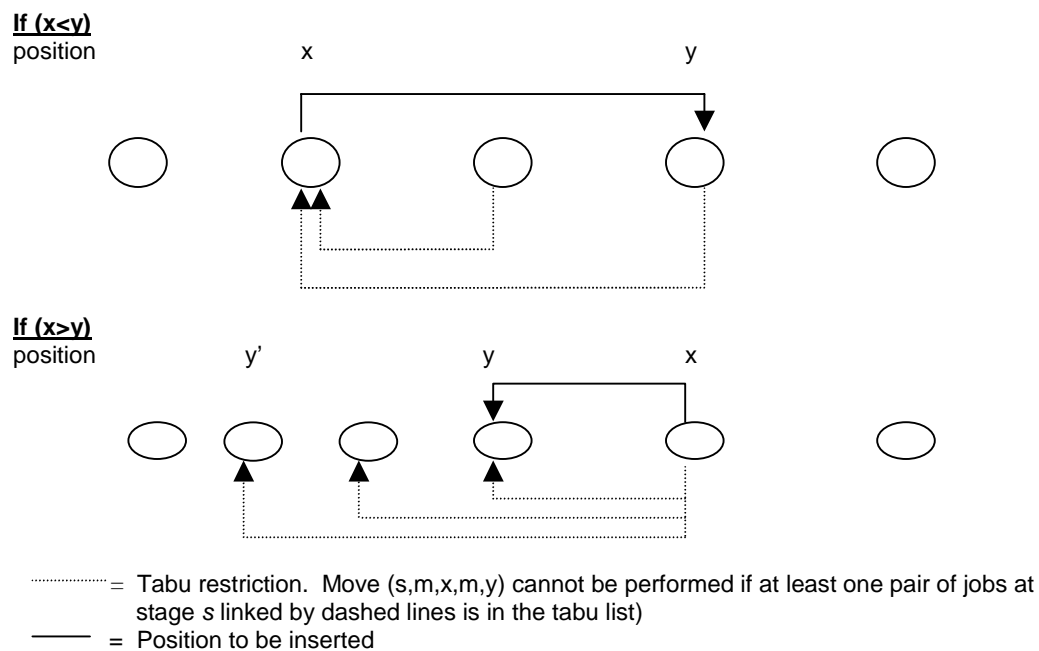 If (x<y)
position x y
If (x>y)
position y’ y x
= Tabu restriction. Move (s,m,x,m,y) cannot be performed if at least one pair of jobs at
stage s linked by dashed lines is in the tabu list)
= Position to be inserted